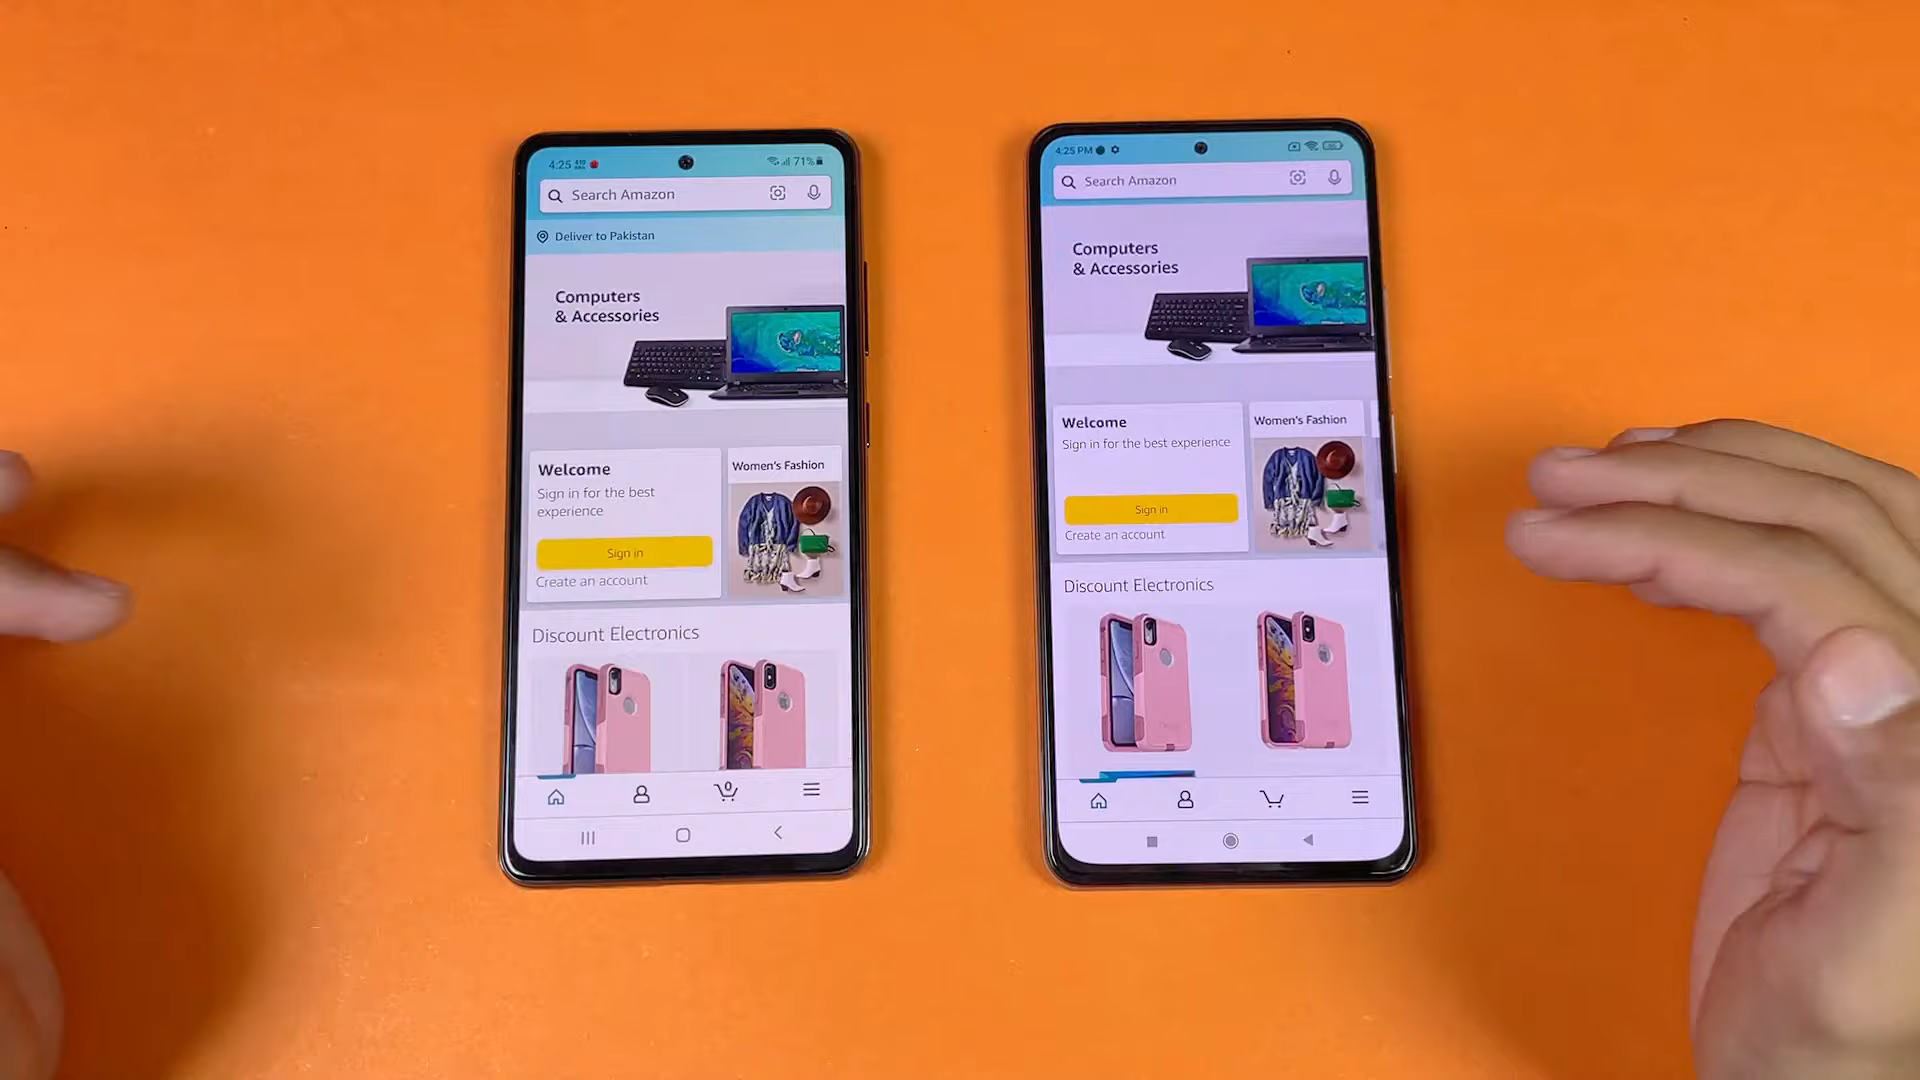 4:25
71%
Search Amazon
Deliver to Pakistan
Computers
& Accessories
Welcome
Sign in for the best
experience
Sign in
Create an account
Women's Fashion
Discount Electronics
0
4:25 PM
Search Amazon
Computers
& Accessories
Welcome
Sign in for the best experience
Sign in
Create an account
Women's Fashion
Discount Electronics